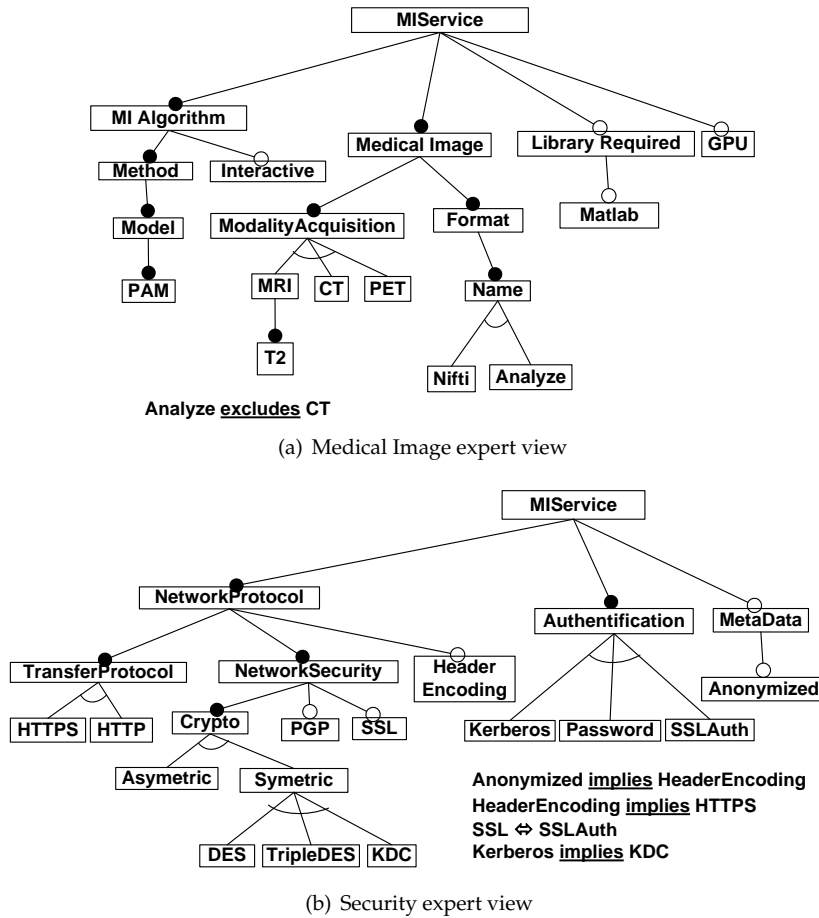 MIService
MI Algorithm
Medical Image
Library Required
GPU
Method
Interactive
Matlab
Model
ModalityAcquisition
Format
PAM
MRI
CT
PET
Name
T2
Nifti
Analyze
Analyze excludes CT
(a) Medical Image expert view
MIService
NetworkProtocol
Authentification
MetaData
TransferProtocol
NetworkSecurity
Header
Encoding
Anonymized
HTTPS
HTTP
Crypto
PGP
SSL
Kerberos
Password
SSLAuth
Asymetric
Symetric
DES
TripleDES
KDC
Anonymized implies HeaderEncoding
HeaderEncoding implies HTTPS
SSL ⇔ SSLAuth
Kerberos implies KDC
(b) Security expert view